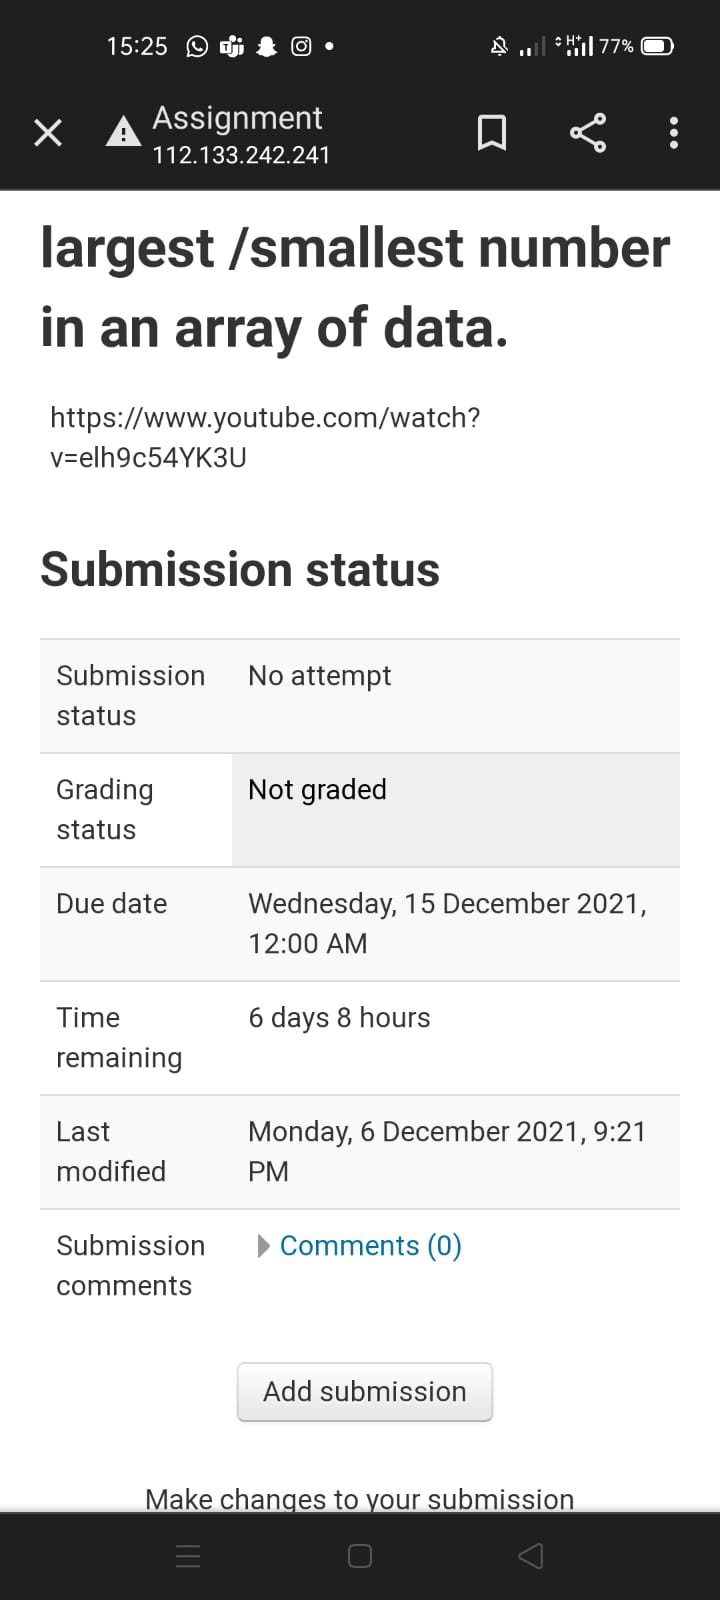 15:25 77%
Assignment
112.133.242.241
largest /smallest number
in an array of data.
https://www.youtube.com/watch?
v=elh9c54YK3U
Submission status
Submission status No attempt
Grading status Not graded
Due date Wednesday, 15 December 2021,
12:00 AM
Time remaining 6 days 8 hours
Last modified Monday, 6 December 2021, 9:21
PM
Submission comments Comments (0)
Add submission
Make changes to your submission